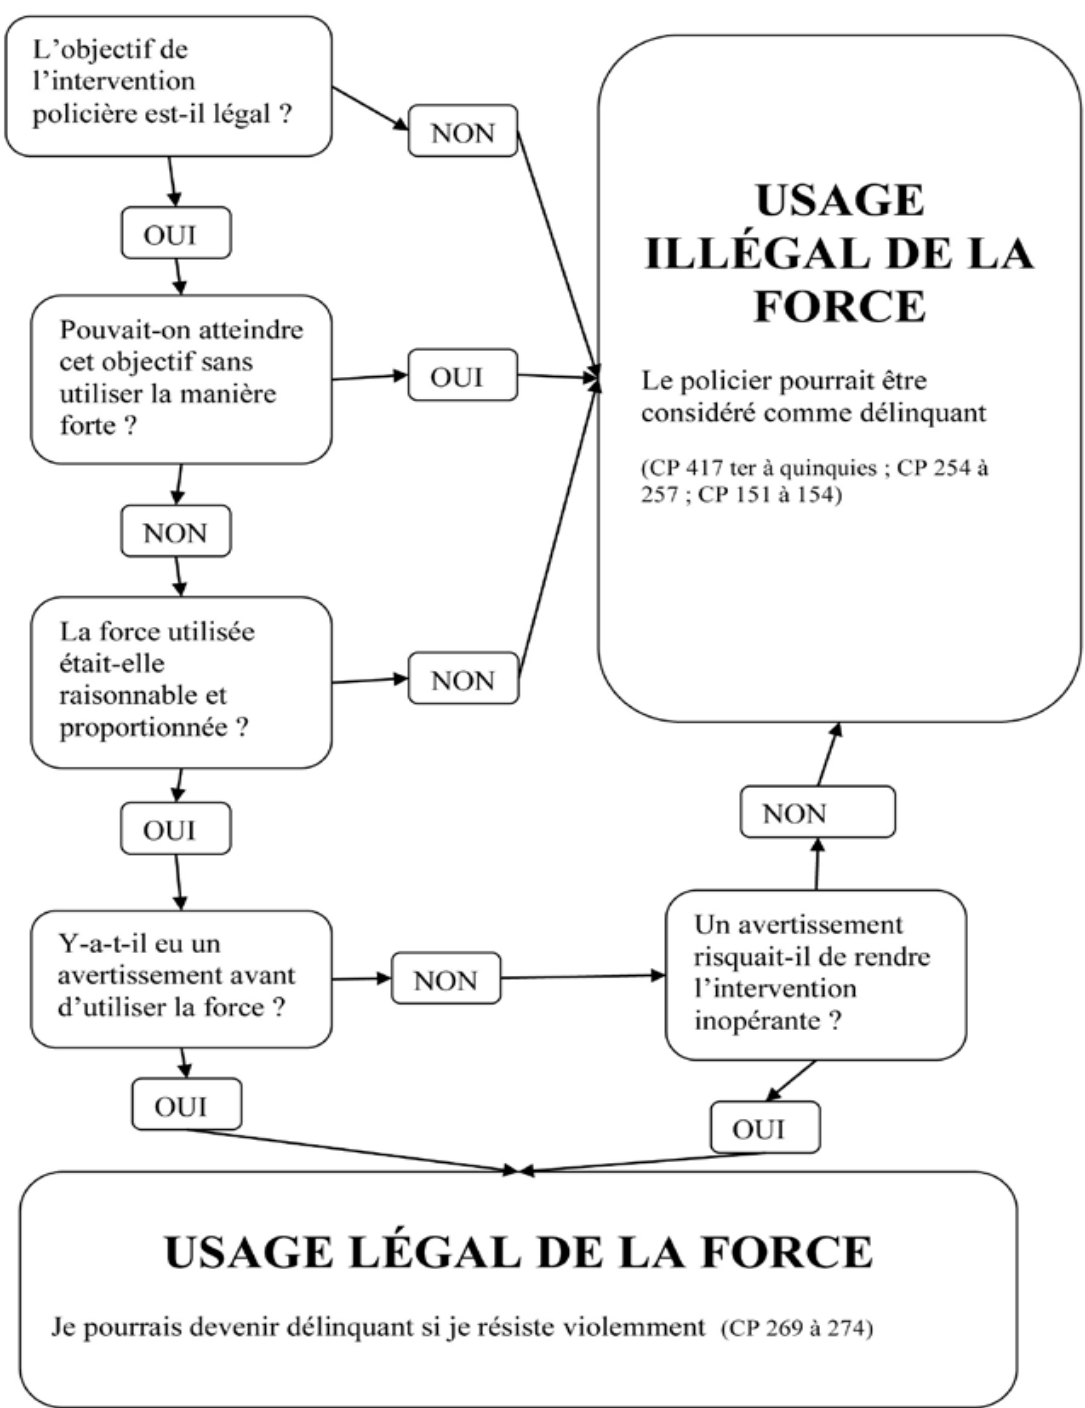 L’objectif de
l’intervention
policière est-il légal ?
NON
OUI
Pouvait-on atteindre
cet objectif sans
utiliser la manière
forte ?
OUI
NON
La force utilisée
était-elle
raisonnable et
proportionnée ?
NON
OUI
Y-a-t-il eu un
avertissement avant
d’utiliser la force ?
NON
OUI
Un avertissement
risquait-il de rendre
l’intervention
inopérante ?
NON
OUI
USAGE
ILLÉGAL DE LA
FORCE
Le policier pourrait être
considéré comme délinquant
(CP 417 ter à quinquies ; CP 254 à
257 ; CP 151 à 154)
USAGE LÉGAL DE LA FORCE
Je pourrais devenir délinquant si je résiste violemment (CP 269 à 274)